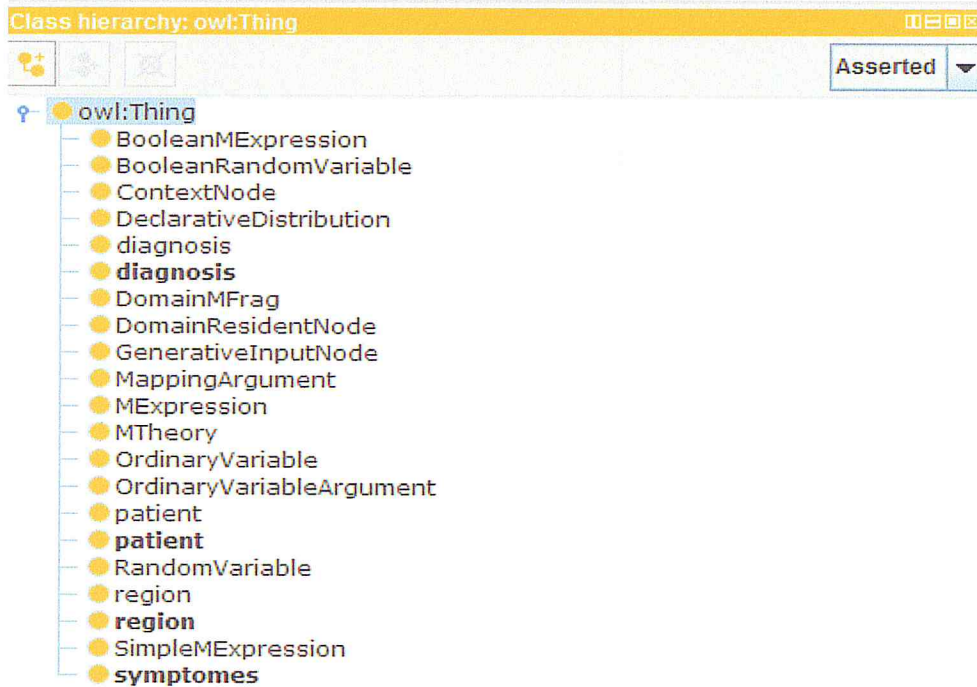 Class hierarchy: owl:Thing
Asserted
owl:Thing
BooleanMExpression
BooleanRandomVariable
ContextNode
DeclarativeDistribution
diagnosis
diagnosis
DomainMFrag
DomainResidentNode
GenerativeInputNode
MappingArgument
MExpression
MTheory
OrdinaryVariable
OrdinaryVariableArgument
patient
patient
RandomVariable
region
region
SimpleMExpression
symptomes